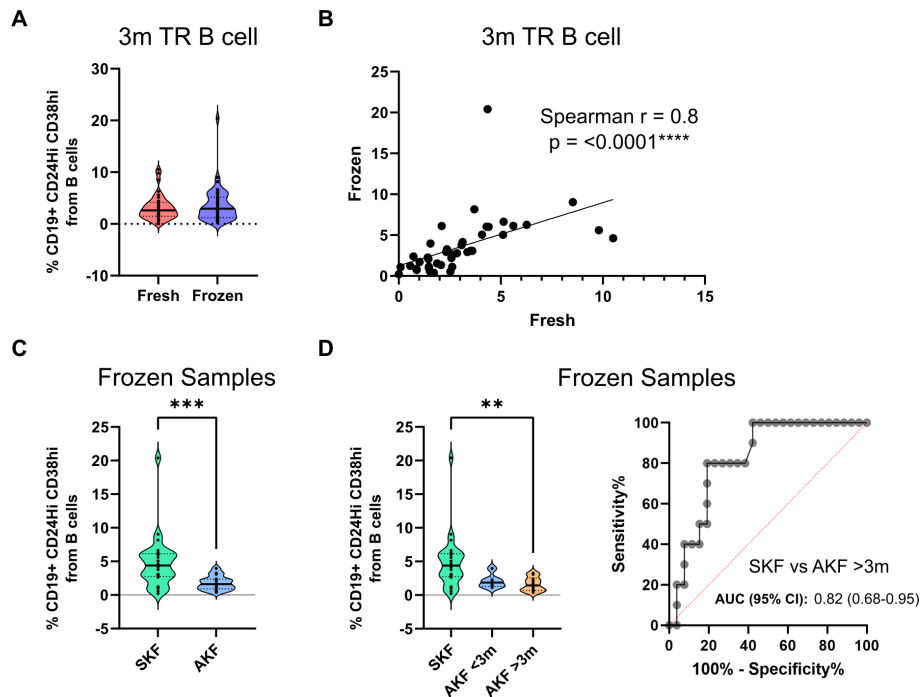 A
3m TR B cell
% CD19+ CD24Hi CD38hi
from B cells
30
20
10
0
-10
Fresh
Frozen
B
3m TR B cell
Frozen
25
20
15
10
5
0
Spearman r = 0.8
p = <0.0001****
0
5
10
15
Fresh
C
Frozen Samples
***
% CD19+ CD24Hi CD38hi
from B cells
25
20
15
10
5
0
-5
SKF
AKF
D
Frozen Samples
**
% CD19+ CD24Hi CD38hi
from B cells
25
20
15
10
5
0
-5
SKF
AKF <3m
AKF >3m
Sensitivity%
100
80
60
40
20
0
SKF vs AKF >3m
AUC (95% CI): 0.82 (0.68-0.95)
0
20
40
60
80
100
100% - Specificity%